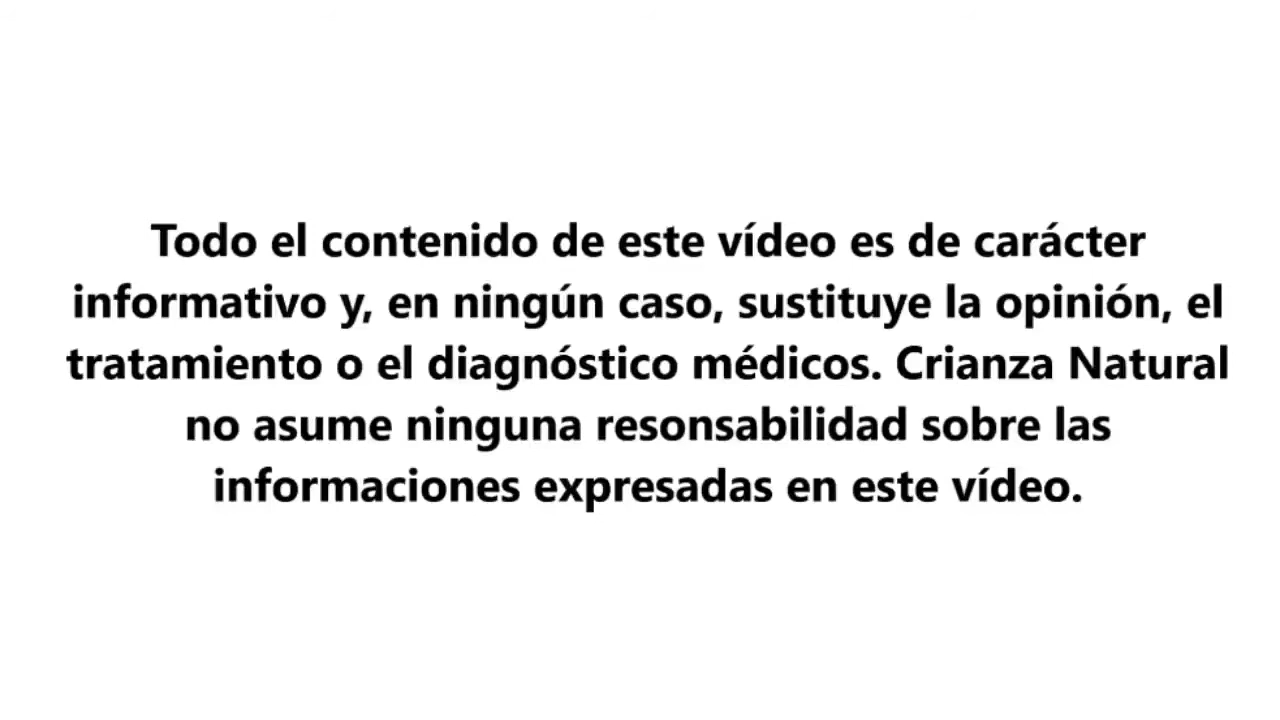 Todo el contenido de este vídeo es de carácter
informativo y, en ningún caso, sustituye la opinión, el
tratamiento o el diagnóstico médicos. Crianza Natural
no asume ninguna resonsabilidad sobre las
informaciones expresadas en este vídeo.